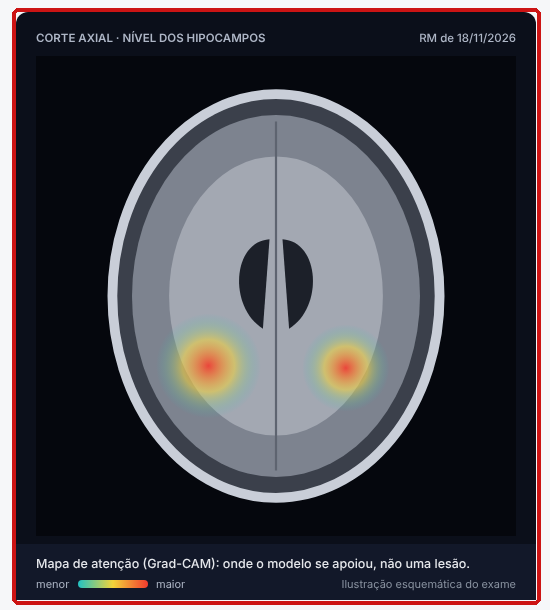 CORTE AXIAL · NÍVEL DOS HIPOCAMPOS
RM de 18/11/2026
Mapa de atenção (Grad-CAM): onde o modelo se apoiou, não uma lesão.
menor maior
Ilustração esquemática do exame